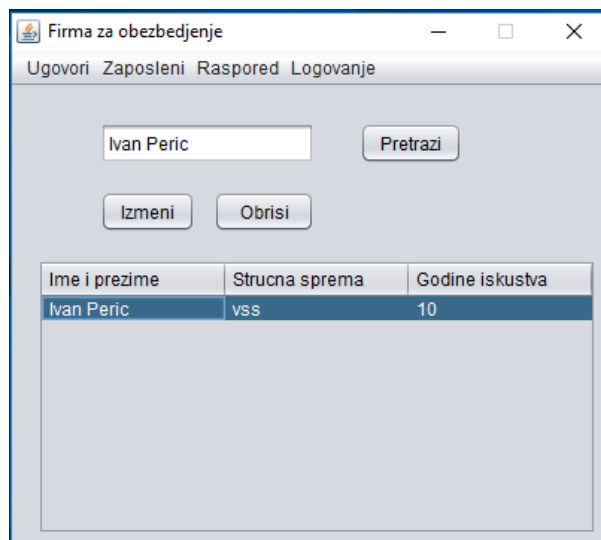 Firma za obezbedjenje
Ugovori Zaposleni Raspored Logovanje
Ivan Peric Pretrazi
Izmeni Obrisi
Ime i prezime Strucna sprema Godine iskustva
Ivan Peric vss 10